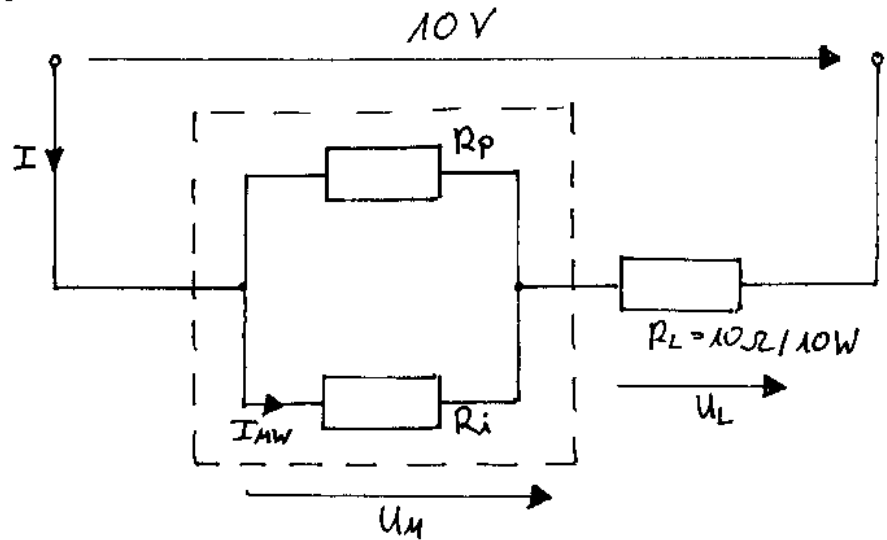 10 V
I
Rp
RL = 10Ω / 10W
IMW
Ri
UL
UM